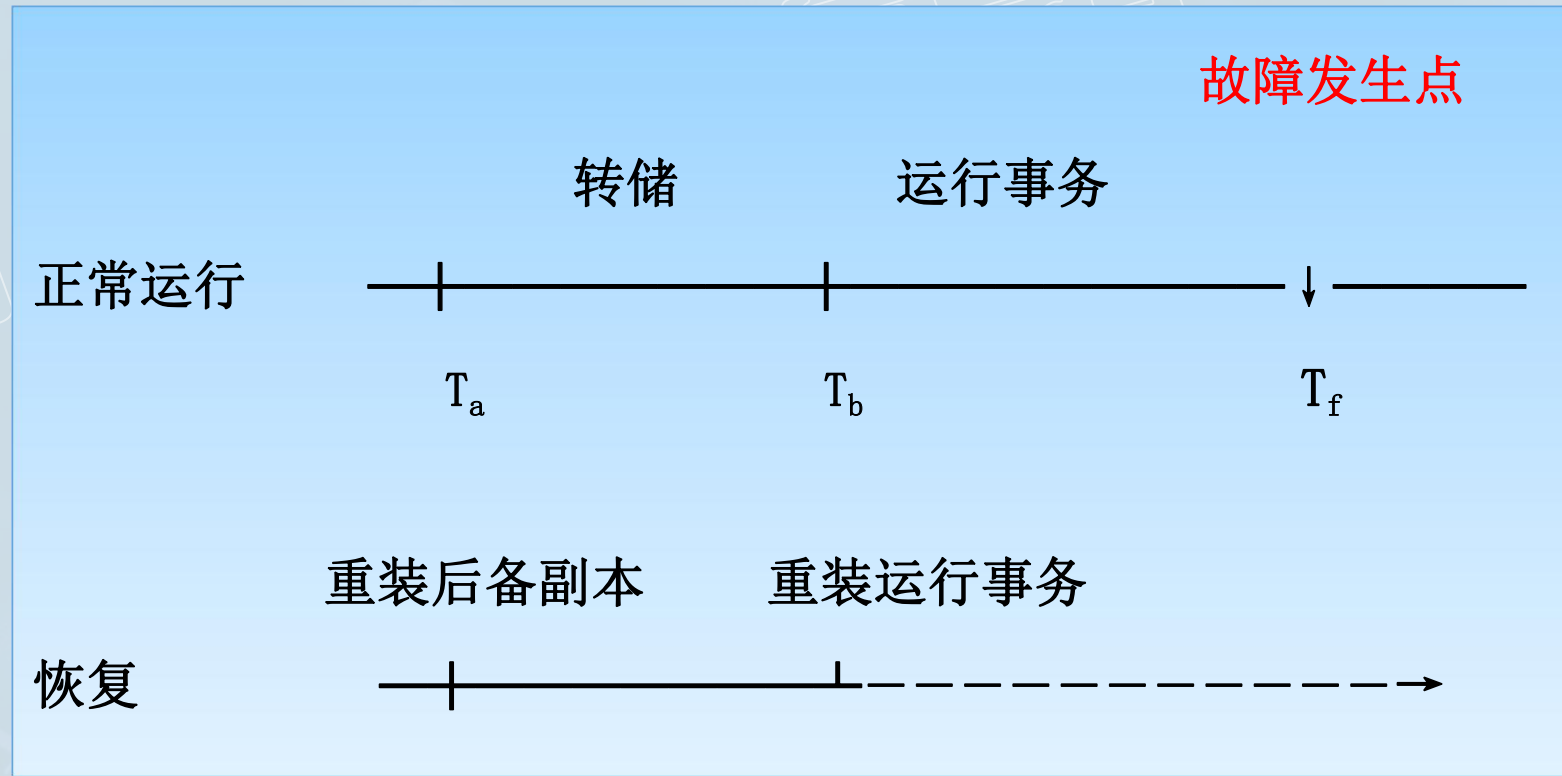 故障发生点
转储 运行事务
正常运行
Ta Tb Tf
重装后备副本 重装运行事务
恢复